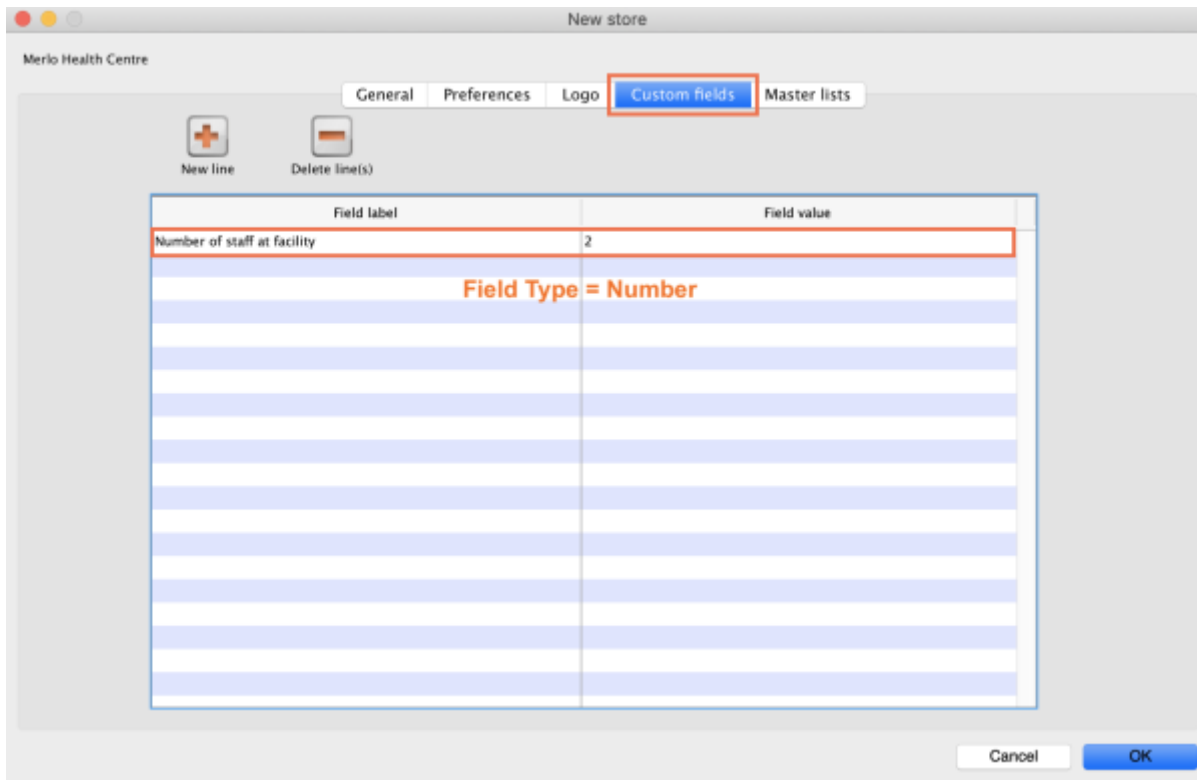 New store
Merlo Health Centre
General Preferences Logo Custom fields Master lists
New line Delete line(s)
Field label Field value
Number of staff at facility 2
Field Type = Number
Cancel OK